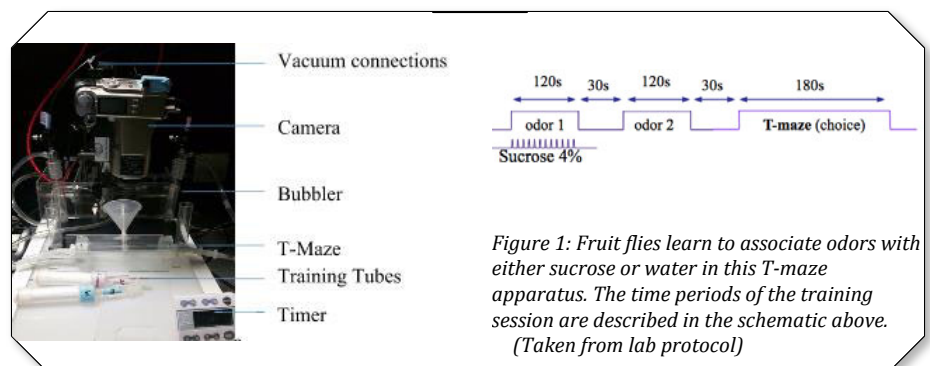 Vacuum connections
Camera
Bubbler
T-Maze
Training Tubes
Timer
120s 30s 120s 30s 180s
odor 1 odor 2 T-maze (choice)
Sucrose 4%
Figure 1: Fruit flies learn to associate odors with
either sucrose or water in this T-maze
apparatus. The time periods of the training
session are described in the schematic above.
(Taken from lab protocol)